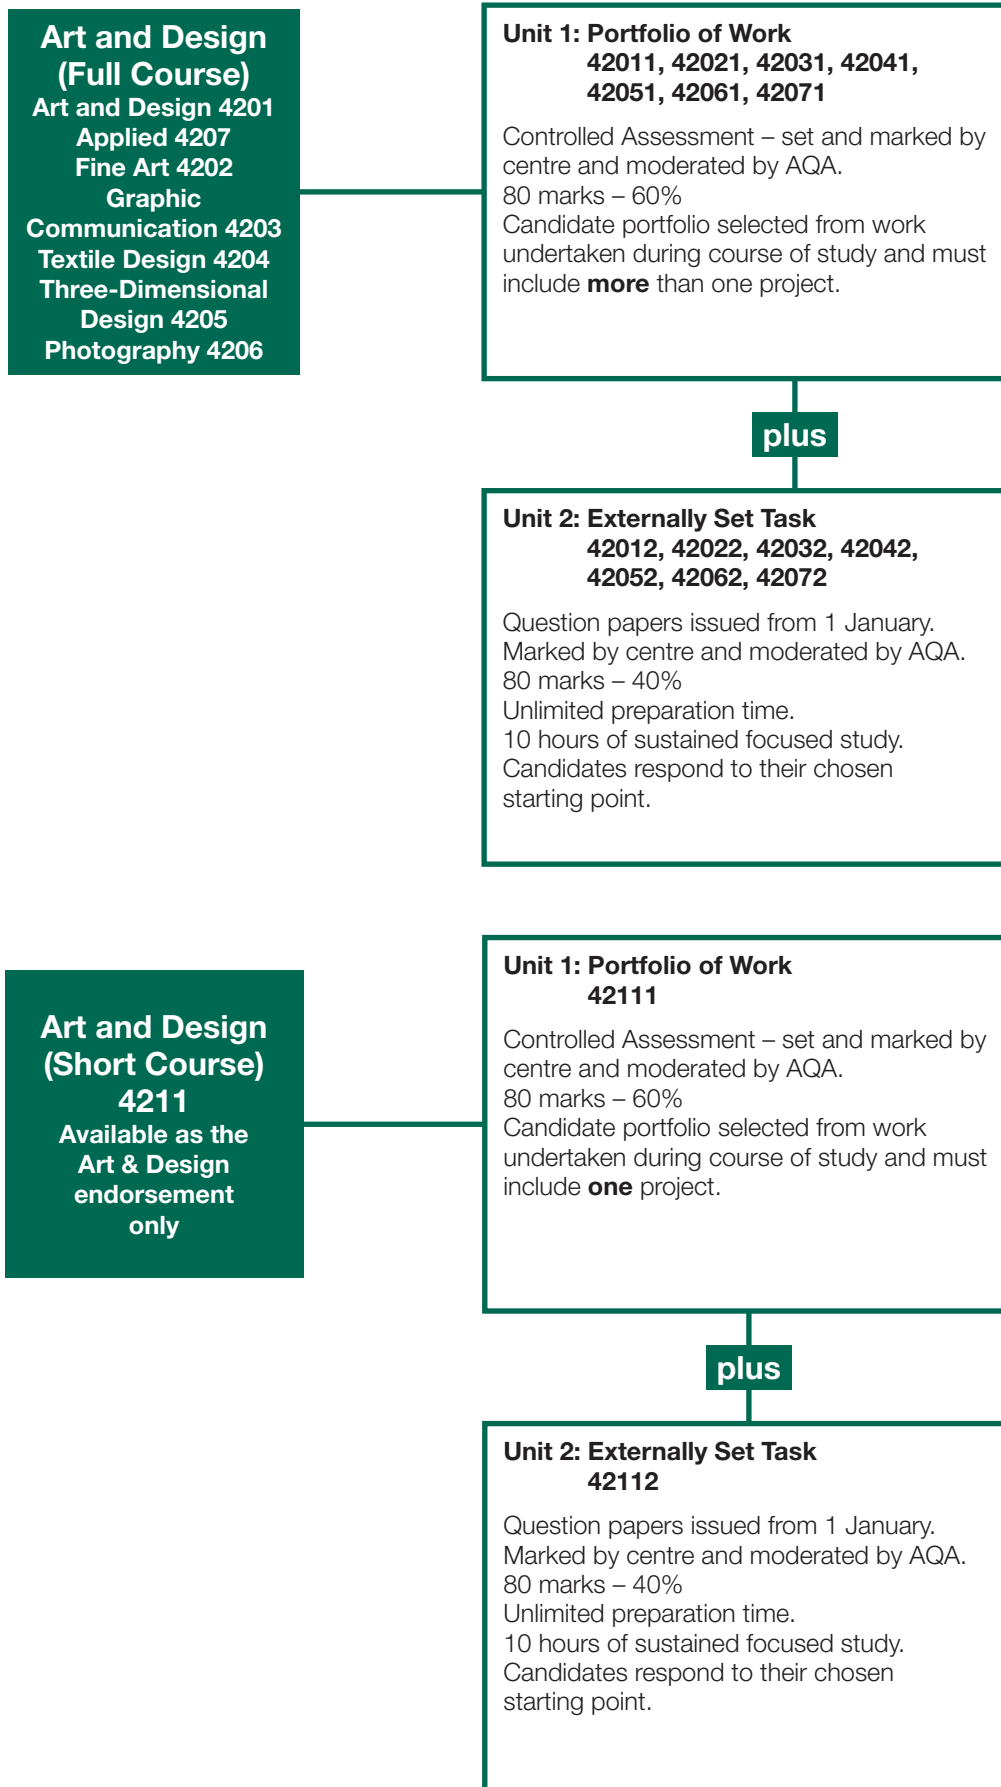 Art and Design
(Full Course)
Art and Design 4201
Applied 4207
Fine Art 4202
Graphic
Communication 4203
Textile Design 4204
Three-Dimensional
Design 4205
Photography 4206
Unit 1: Portfolio of Work
42011, 42021, 42031, 42041,
42051, 42061, 42071
Controlled Assessment – set and marked by
centre and moderated by AQA.
80 marks – 60%
Candidate portfolio selected from work
undertaken during course of study and must
include more than one project.
plus
Unit 2: Externally Set Task
42012, 42022, 42032, 42042,
42052, 42062, 42072
Question papers issued from 1 January.
Marked by centre and moderated by AQA.
80 marks – 40%
Unlimited preparation time.
10 hours of sustained focused study.
Candidates respond to their chosen
starting point.
Art and Design
(Short Course)
4211
Available as the
Art & Design
endorsement
only
Unit 1: Portfolio of Work
42111
Controlled Assessment – set and marked by
centre and moderated by AQA.
80 marks – 60%
Candidate portfolio selected from work
undertaken during course of study and must
include one project.
plus
Unit 2: Externally Set Task
42112
Question papers issued from 1 January.
Marked by centre and moderated by AQA.
80 marks – 40%
Unlimited preparation time.
10 hours of sustained focused study.
Candidates respond to their chosen
starting point.